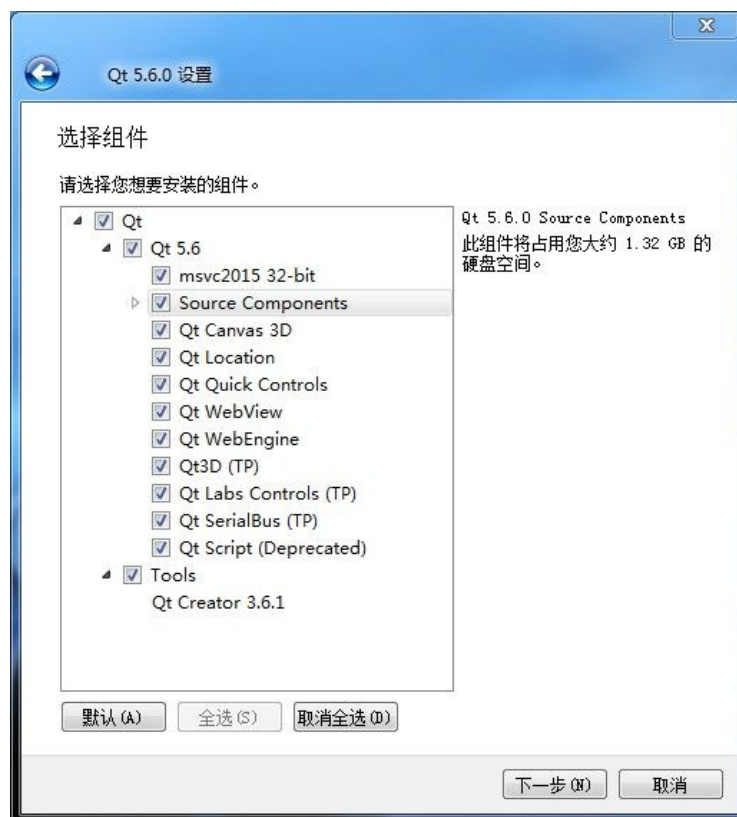 Qt 5.6.0 设置
选择组件
请选择您想要安装的组件。
Qt
Qt 5.6
msvc2015 32-bit
Source Components
Qt Canvas 3D
Qt Location
Qt Quick Controls
Qt WebView
Qt WebEngine
Qt3D (TP)
Qt Labs Controls (TP)
Qt SerialBus (TP)
Qt Script (Deprecated)
Tools
Qt Creator 3.6.1
Qt 5.6.0 Source Components
此组件将占用您大约 1.32 GB 的
硬盘空间。
默认(A) 全选(S) 取消全选(D)
下一步(N) 取消